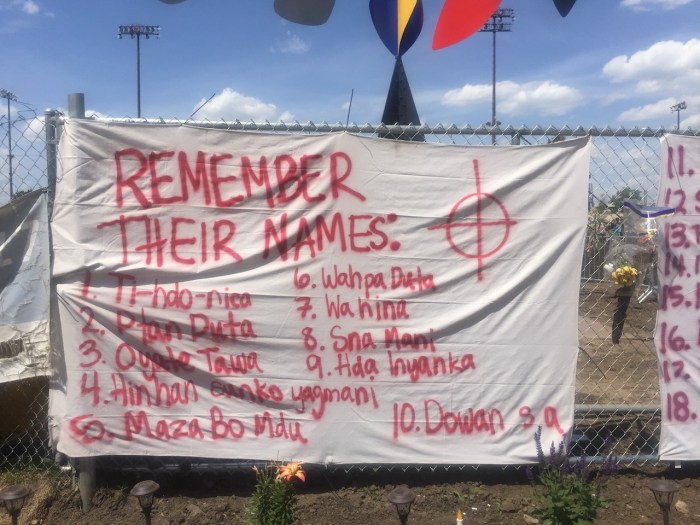 REMEMBER
THEIR NAMES:
1. Ti-hdo-nica
2. Ptan Duta
3. Oyate Tawa
4. Hinhan sunko yagmani
5. Maza Bo Mdu
6. Wahpa Duta
7. Wa hina
8. Sna Mani
9. Hda Inyanka
10. Dowan s a
11.
12. S
13.
14.
15.
16.
17.
18.